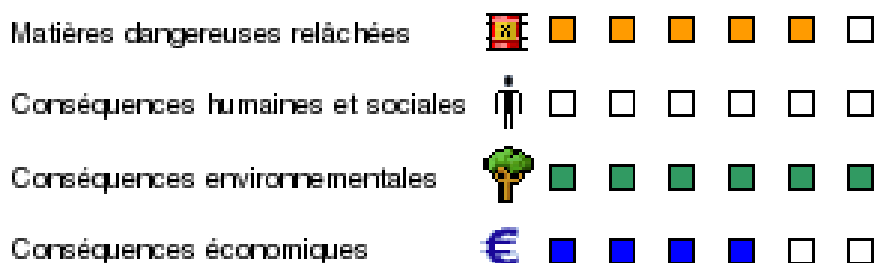 Matières dangereuses relâchées
Conséquences humaines et sociales
Conséquences environnementales
Conséquences économiques €